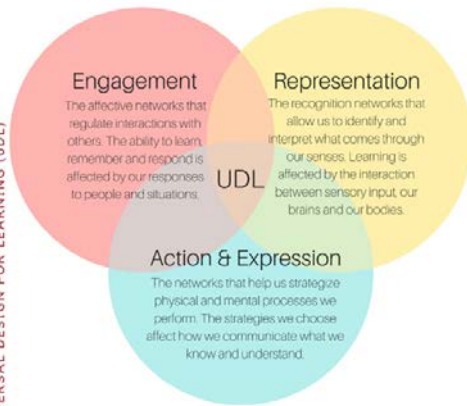 ERSAL DESIGN FOR LEARNING (UDL)
Engagement
The affective networks that
regulate interactions with
others. The ability to learn,
remember and respond is
affected by our responses
to people and situations.
Representation
The recognition networks that
allow us to identify and
interpret what comes through
our senses. Learning is
affected by the interaction
between sensory input, our
brains and our bodies.
UDL
Action & Expression
The networks that help us strategize
physical and mental processes we
perform. The strategies we choose
affect how we communicate what we
know and understand.